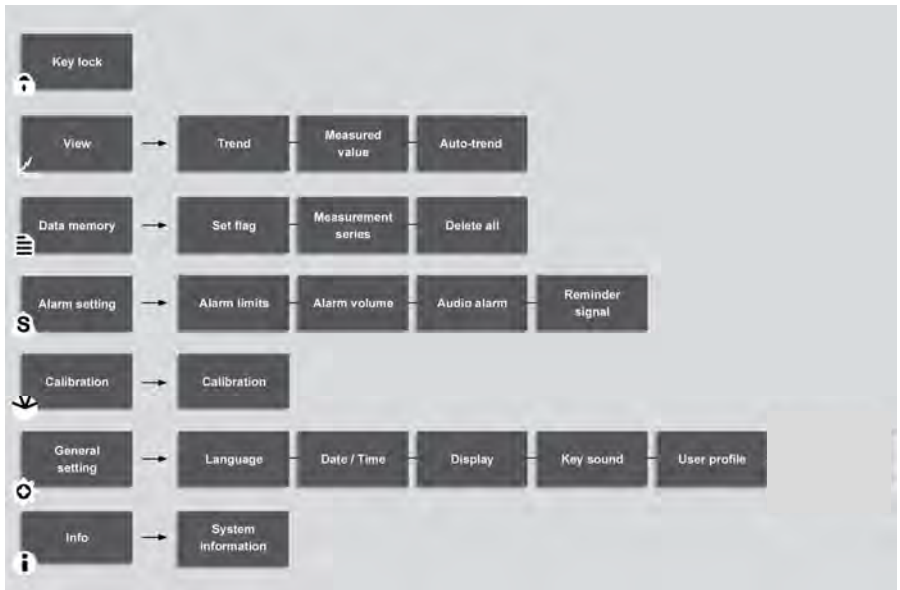 Key lock
View
Trend
Measured
value
Auto-trend
Data memory
Set flag
Measurement
series
Delete all
Alarm setting
S
Alarm limits
Alarm volume
Audio alarm
Reminder
signal
Calibration
Calibration
General
setting
Language
Date / Time
Display
Key sound
User profile
Info
i
System
information